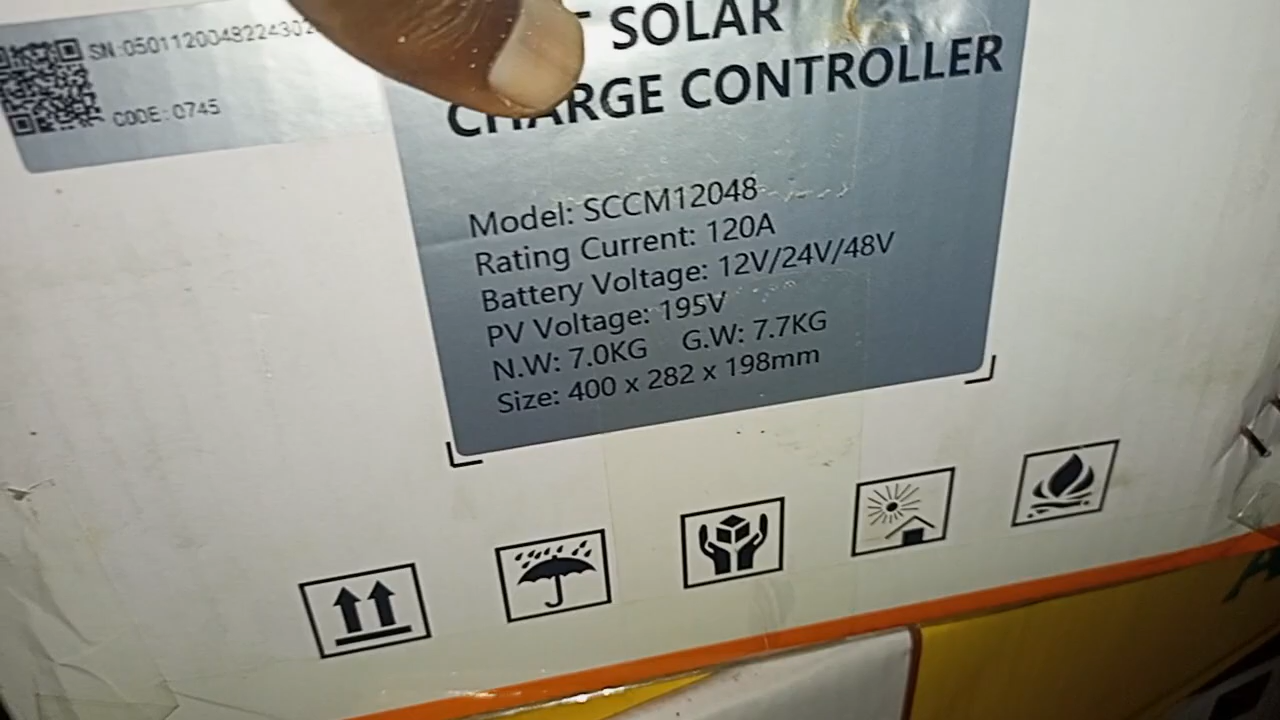 SN:0501120048224302
CODE: 0745
SOLAR
CHARGE CONTROLLER
Model: SCCM12048
Rating Current: 120A
Battery Voltage: 12V/24V/48V
PV Voltage: 195V
N.W: 7.0KG G.W: 7.7KG
Size: 400 x 282 x 198mm